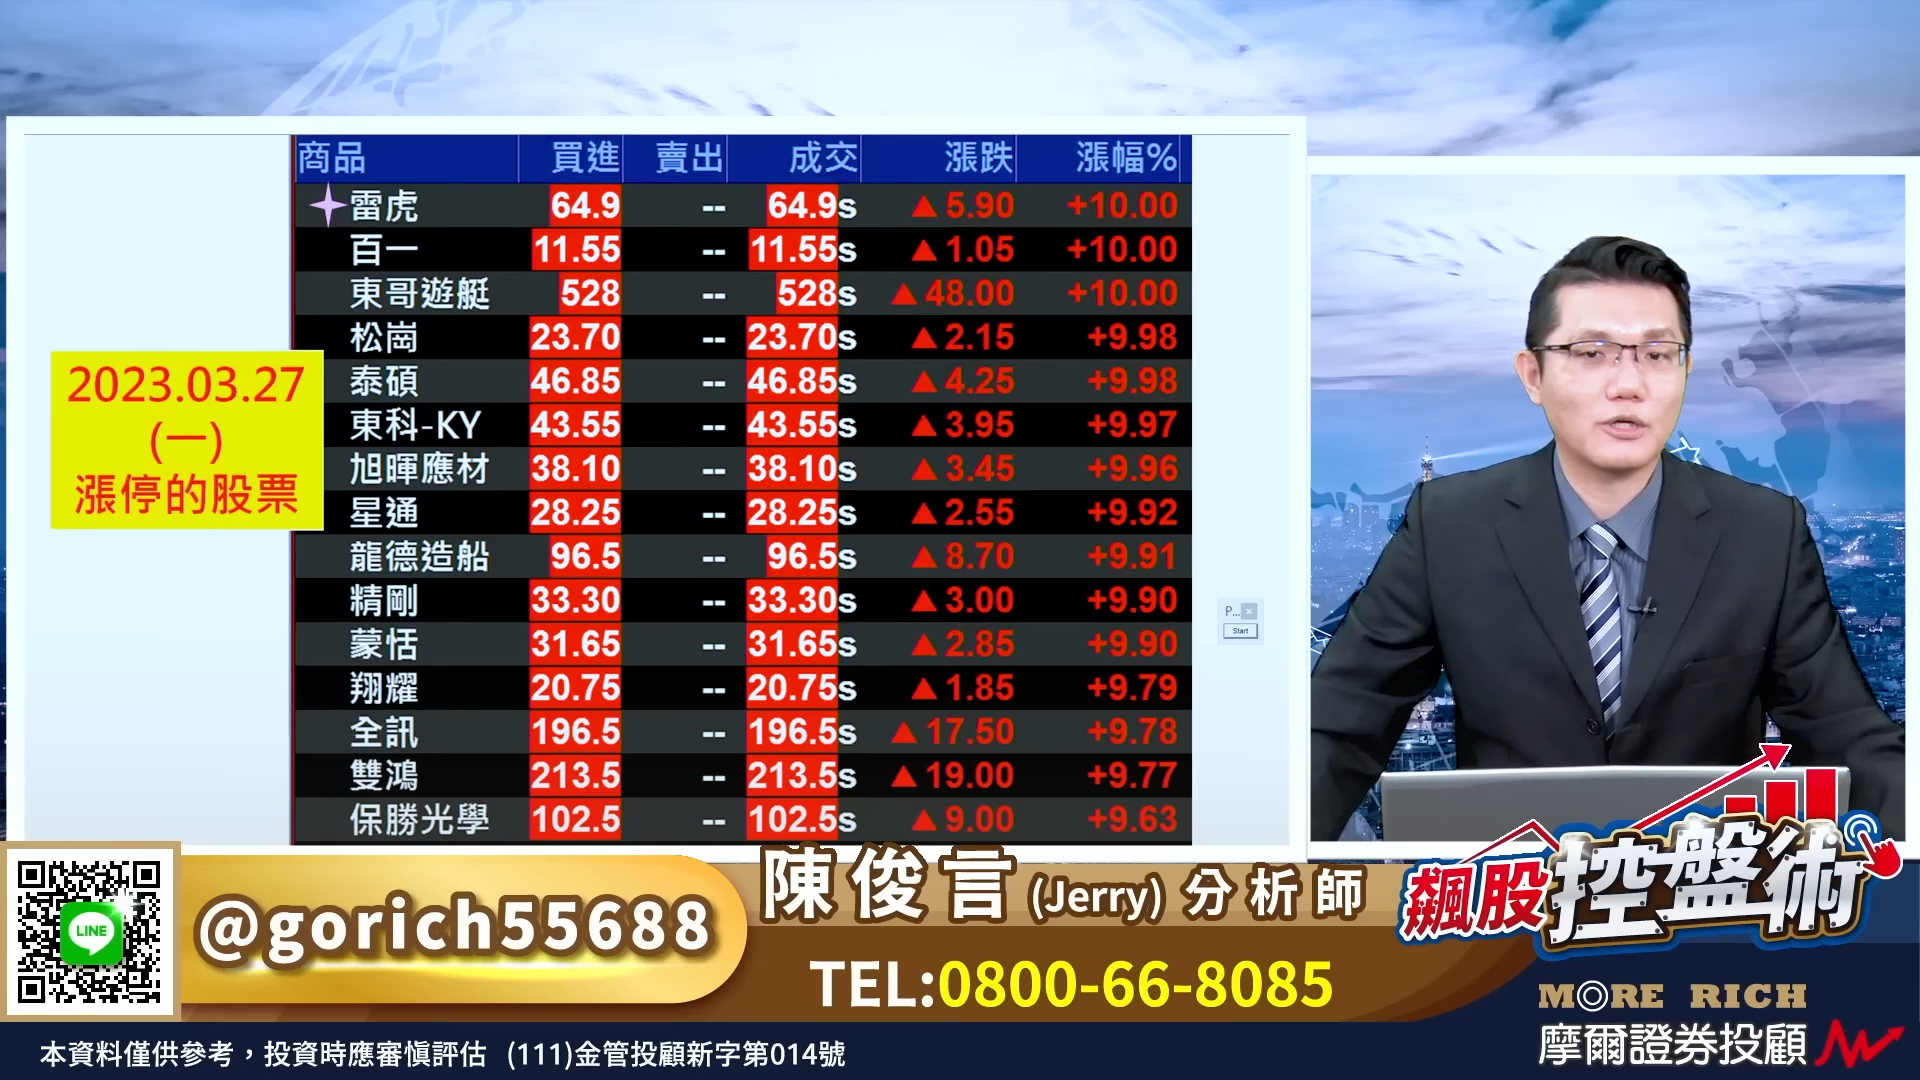 商品 買進 賣出 成交 漲跌 漲幅%
雷虎 64.9 -- 64.9s ▲5.90 +10.00
百一 11.55 -- 11.55s ▲1.05 +10.00
東哥遊艇 528 -- 528s ▲48.00 +10.00
松崗 23.70 -- 23.70s ▲2.15 +9.98
泰碩 46.85 -- 46.85s ▲4.25 +9.98
東科-KY 43.55 -- 43.55s ▲3.95 +9.97
旭暉應材 38.10 -- 38.10s ▲3.45 +9.96
星通 28.25 -- 28.25s ▲2.55 +9.92
龍德造船 96.5 -- 96.5s ▲8.70 +9.91
精剛 33.30 -- 33.30s ▲3.00 +9.90
蒙恬 31.65 -- 31.65s ▲2.85 +9.90
翔耀 20.75 -- 20.75s ▲1.85 +9.79
全訊 196.5 -- 196.5s ▲17.50 +9.78
雙鴻 213.5 -- 213.5s ▲19.00 +9.77
保勝光學 102.5 -- 102.5s ▲9.00 +9.63
2023.03.27
(一)
漲停的股票
P...
Start
LINE
@gorich55688
陳俊言(Jerry)分析師
TEL:0800-66-8085
飆股控盤術
MORE RICH
摩爾證券投顧
本資料僅供參考，投資時應審慎評估 (111)金管投顧新字第014號